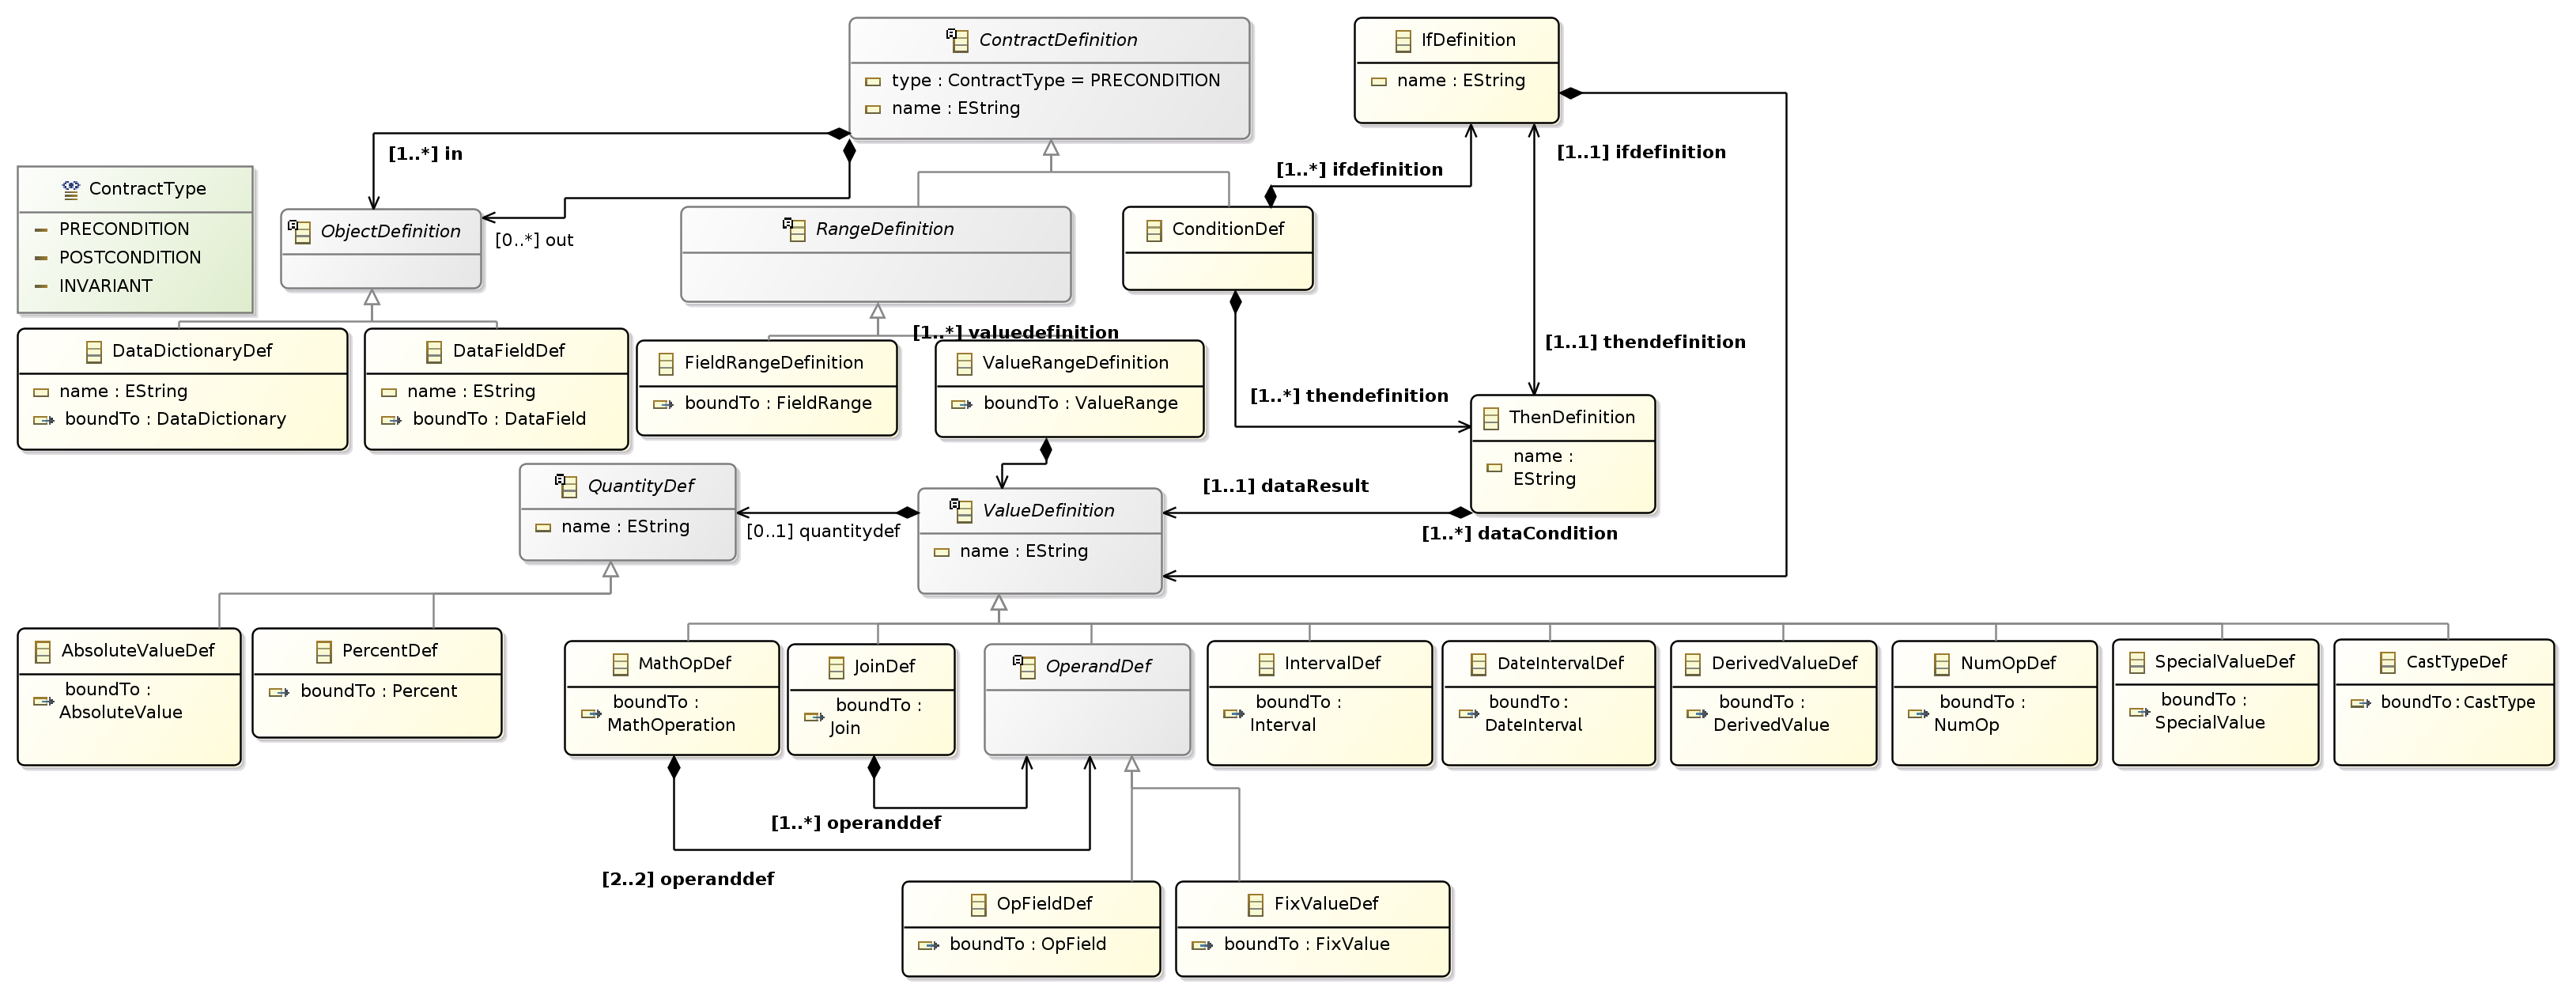 ContractDefinition
type : ContractType = PRECONDITION
name : EString
IfDefinition
name : EString
[1..*] in
[1..*] ifdefinition
[1..1] ifdefinition
ContractType
PRECONDITION
POSTCONDITION
INVARIANT
ObjectDefinition
[0..*] out
RangeDefinition
ConditionDef
[1..*] valuedefinition
[1..1] thendefinition
DataDictionaryDef
name : EString
boundTo : DataDictionary
DataFieldDef
name : EString
boundTo : DataField
FieldRangeDefinition
boundTo : FieldRange
ValueRangeDefinition
boundTo : ValueRange
[1..*] thendefinition
ThenDefinition
name :
EString
QuantityDef
name : EString
[0..1] quantitydef
ValueDefinition
name : EString
[1..1] dataResult
[1..*] dataCondition
AbsoluteValueDef
boundTo :
AbsoluteValue
PercentDef
boundTo : Percent
MathOpDef
boundTo :
MathOperation
JoinDef
boundTo :
Join
OperandDef
IntervalDef
boundTo :
Interval
DateIntervalDef
boundTo :
DateInterval
DerivedValueDef
boundTo :
DerivedValue
NumOpDef
boundTo :
NumOp
SpecialValueDef
boundTo :
SpecialValue
CastTypeDef
boundTo : CastType
[1..*] operanddef
[2..2] operanddef
OpFieldDef
boundTo : OpField
FixValueDef
boundTo : FixValue